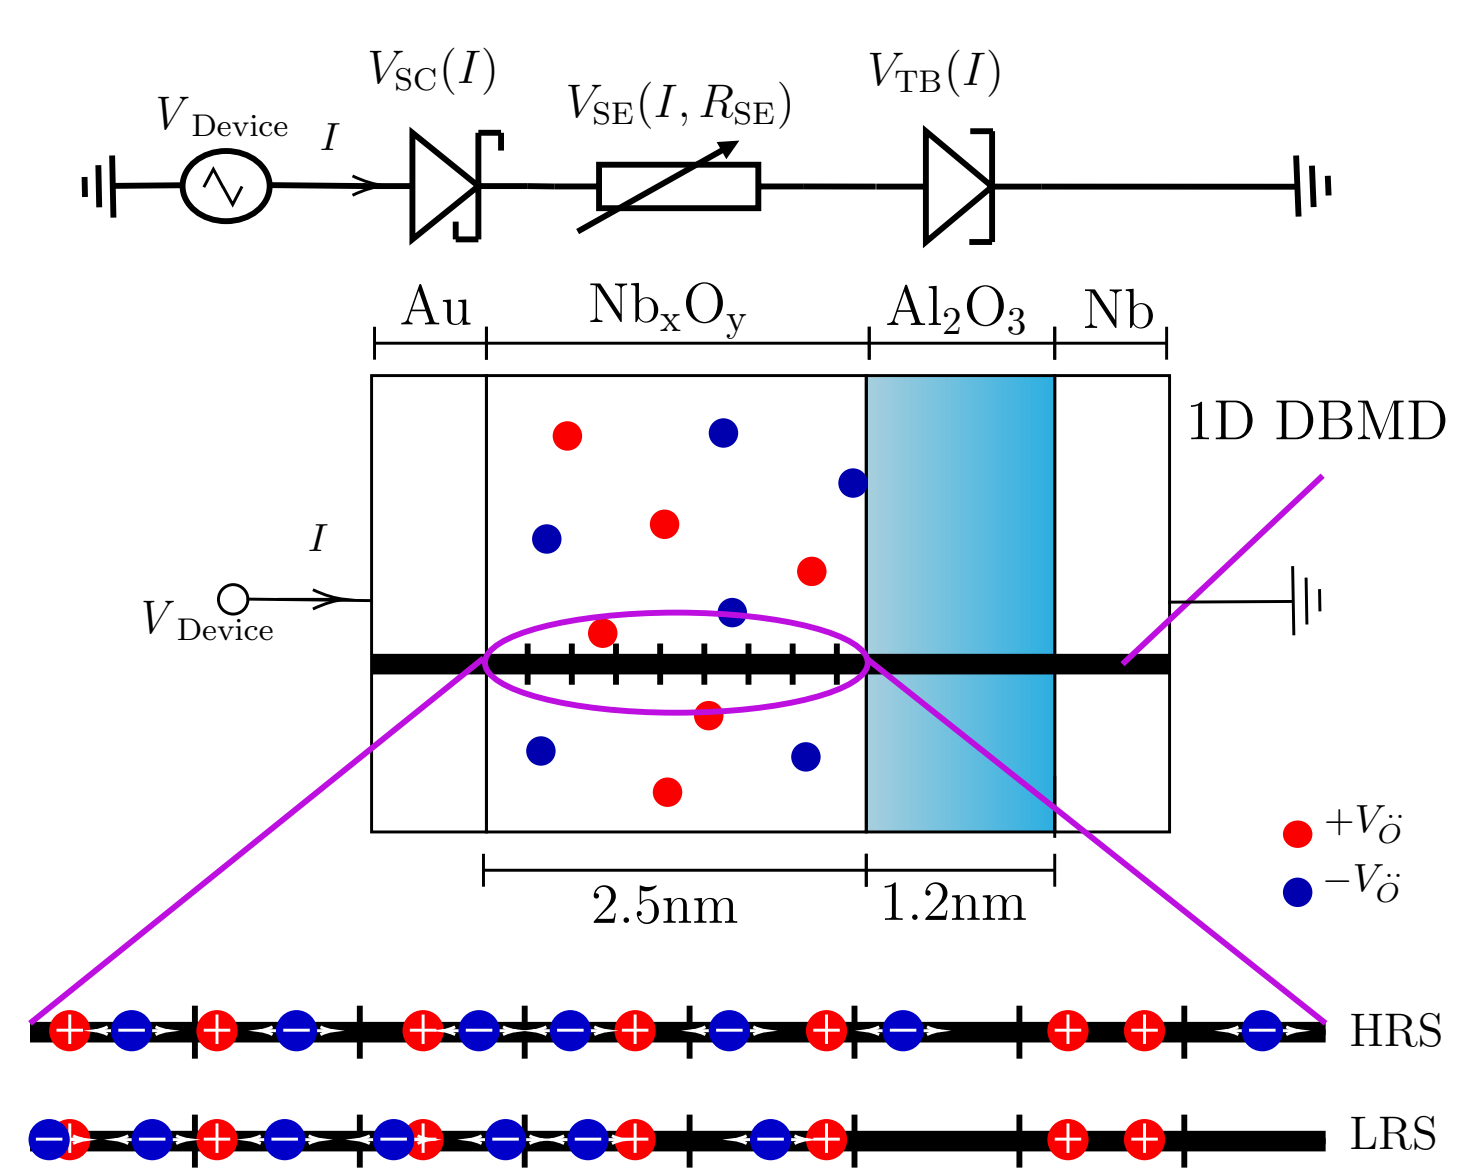 V_SC(I)
V_Device
I
V_SE(I, R_SE)
V_TB(I)
Au
Nb_xO_y
Al₂O₃
Nb
1D DBMD
I
V_Device
+V_Ö
−V_Ö
2.5nm
1.2nm
+ − + − + − − + − + − + + −
HRS
− + − + − − + − − + − + + +
LRS